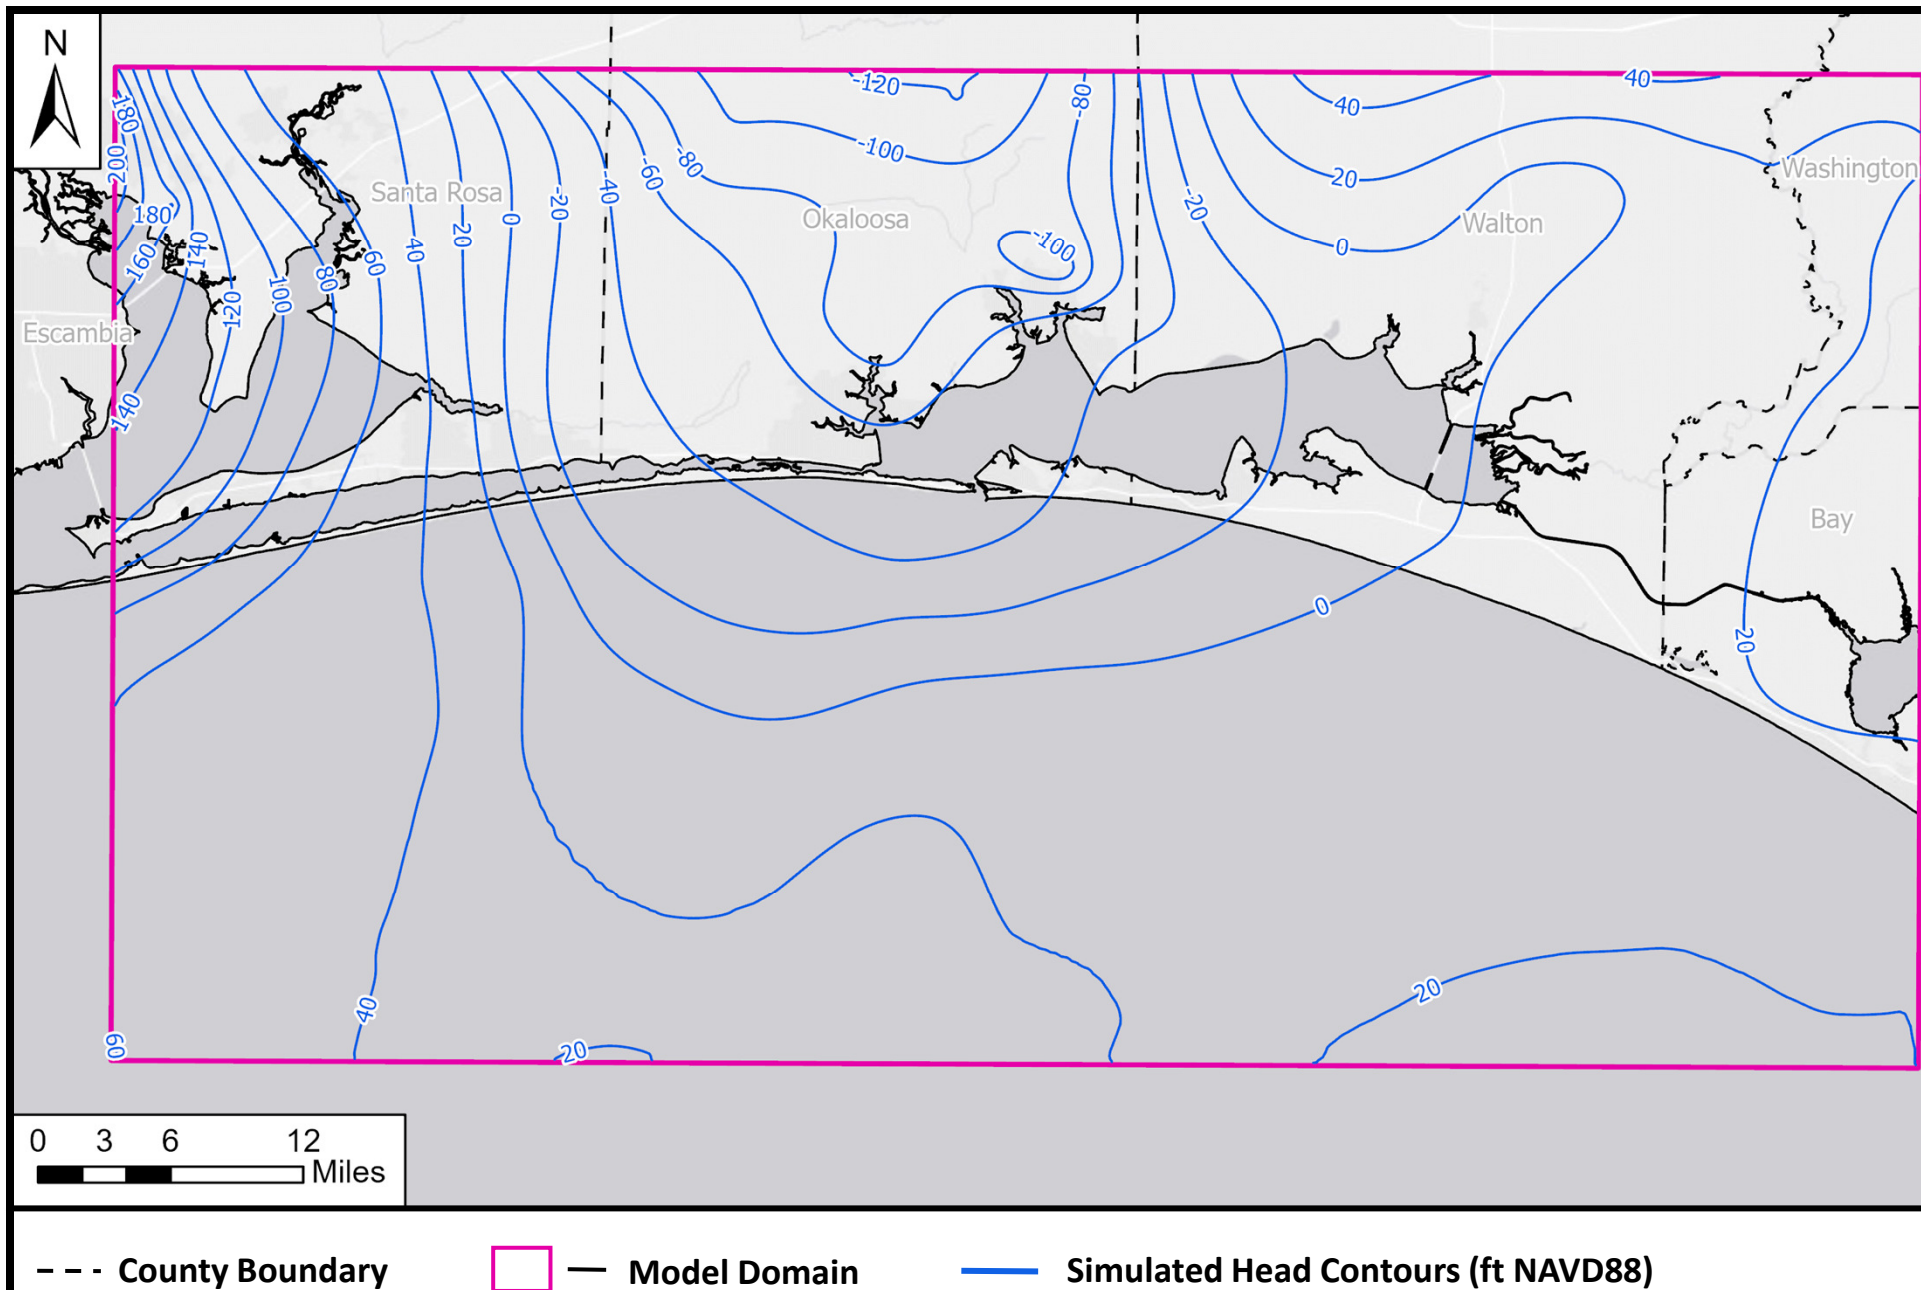 N
-120
40
40
-80
180
-100
200
-80
-60
-40
-20
20
Washington
Santa Rosa
Okaloosa
Walton
180
0
20
-20
40
140
160
60
80
100
120
-100
0
Escambia
140
Bay
0
20
20
40
20
60
0 3 6 12
Miles
County Boundary
Model Domain
Simulated Head Contours (ft NAVD88)